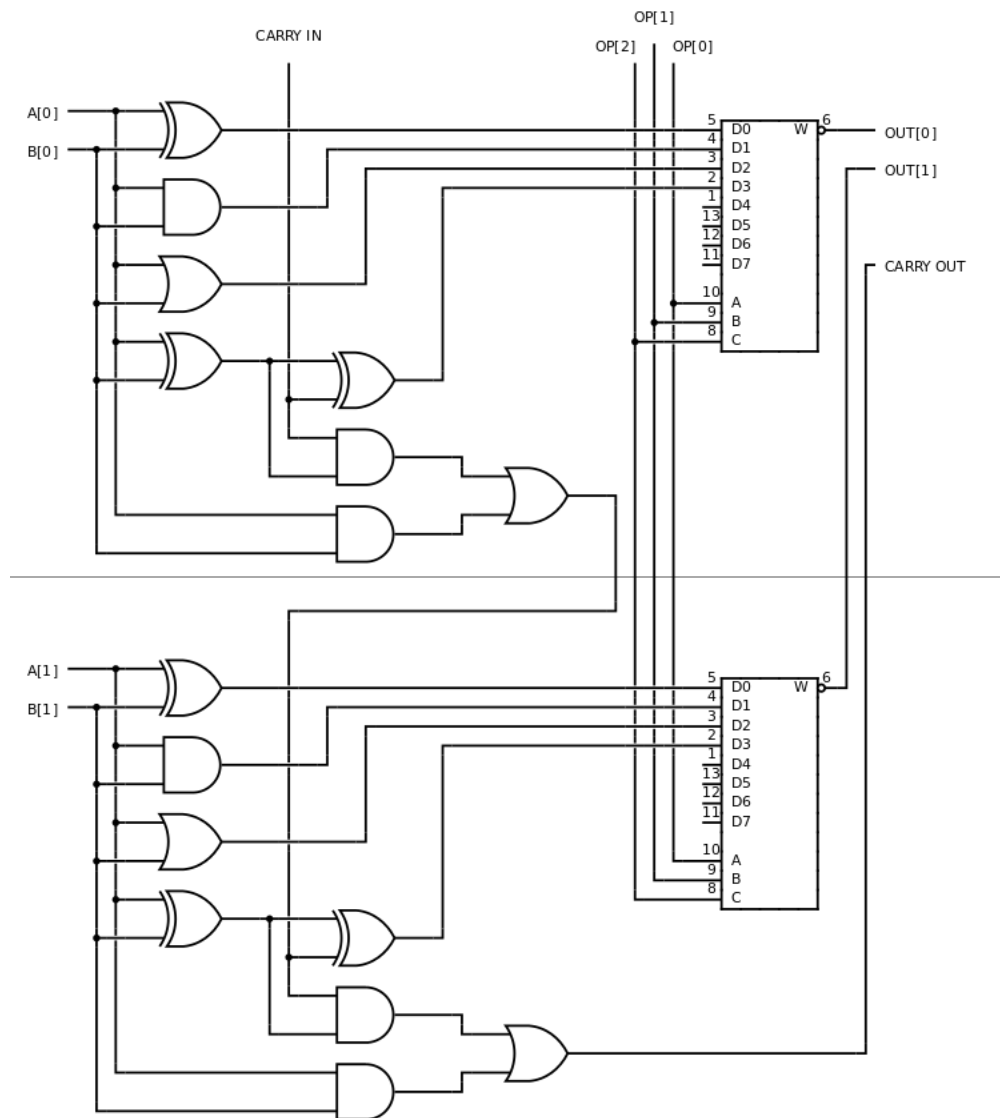 OP[1]
CARRY IN
OP[2] OP[0]
A[0]
B[0]
5 D0 W 6 OUT[0]
4 D1
3 D2 OUT[1]
2 D3
1 D4
13 D5
12 D6
11 D7 CARRY OUT
10 A
9 B
8 C
A[1]
B[1]
5 D0 W 6
4 D1
3 D2
2 D3
1 D4
13 D5
12 D6
11 D7
10 A
9 B
8 C